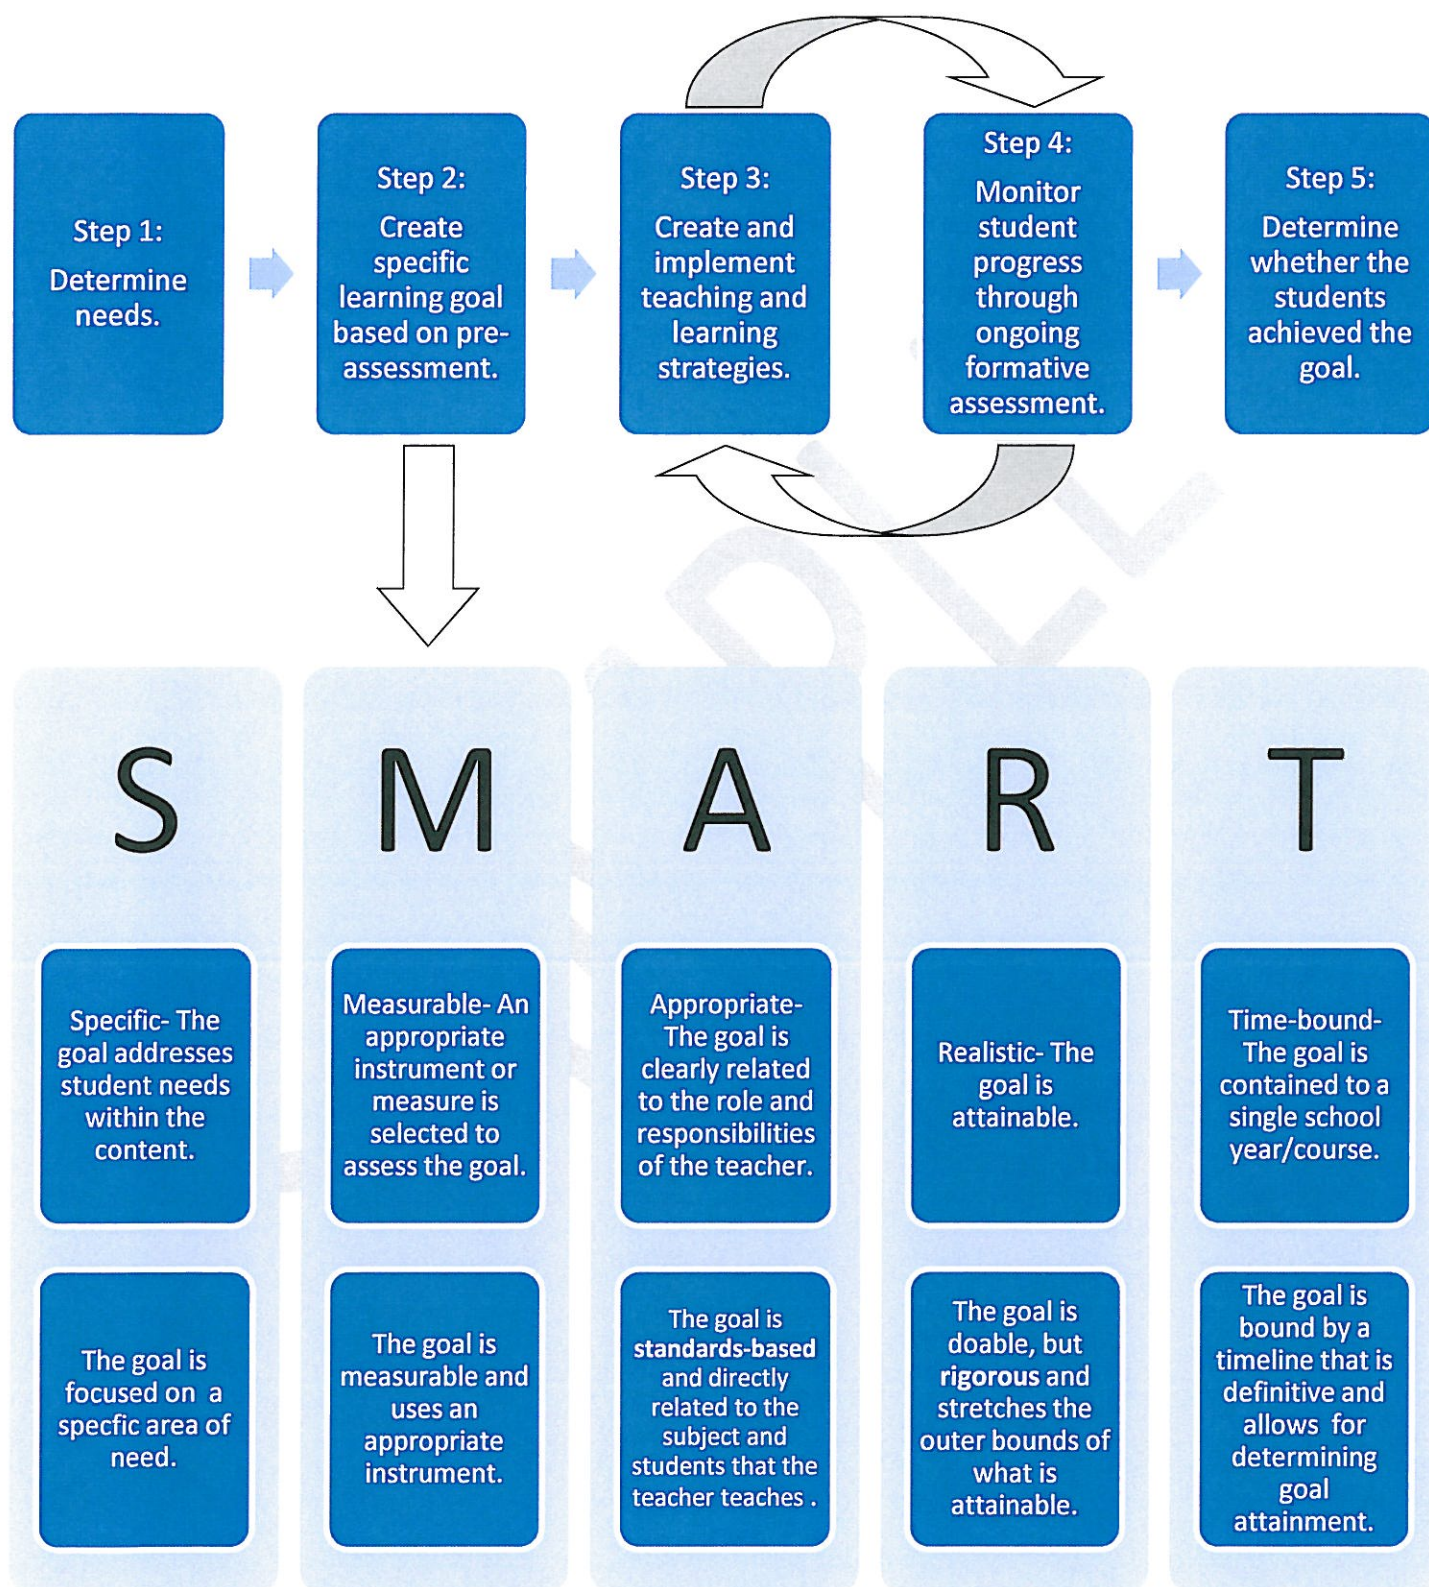 Step 1:
Determine
needs.
Step 2:
Create
specific
learning goal
based on pre-
assessment.
Step 3:
Create and
implement
teaching and
learning
strategies.
Step 4:
Monitor
student
progress
through
ongoing
formative
assessment.
Step 5:
Determine
whether the
students
achieved the
goal.
S
M
A
R
T
Specific- The
goal addresses
student needs
within the
content.
Measurable- An
appropriate
instrument or
measure is
selected to
assess the goal.
Appropriate-
The goal is
clearly related
to the role and
responsibilities
of the teacher.
Realistic- The
goal is
attainable.
Time-bound-
The goal is
contained to a
single school
year/course.
The goal is
focused on a
specfic area of
need.
The goal is
measurable and
uses an
appropriate
instrument.
The goal is
standards-based
and directly
related to the
subject and
students that the
teacher teaches .
The goal is
doable, but
rigorous and
stretches the
outer bounds of
what is
attainable.
The goal is
bound by a
timeline that is
definitive and
allows for
determining
goal
attainment.